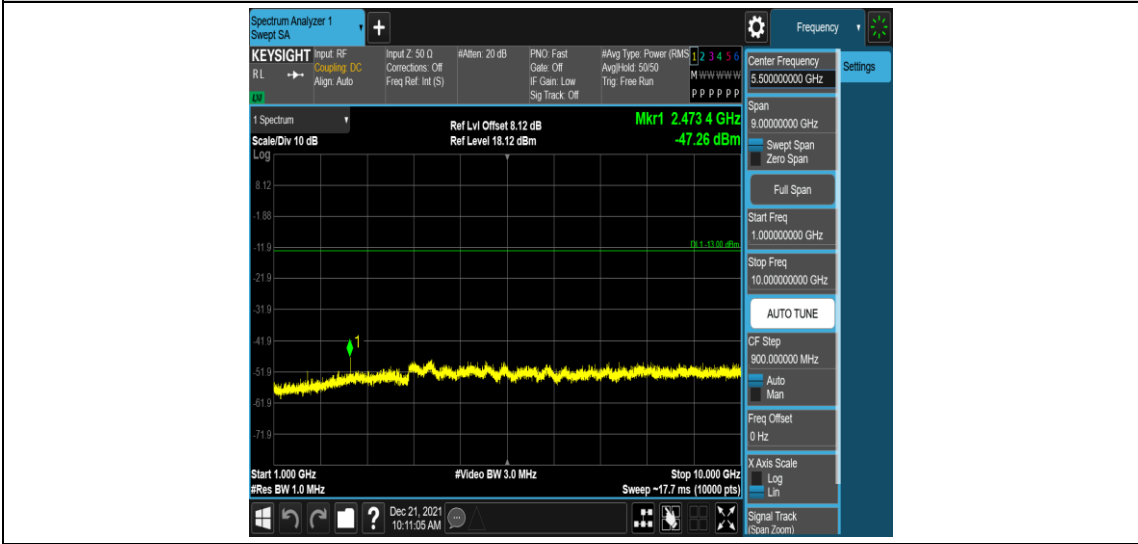 Spectrum Analyzer 1
Swept SA
Frequency
KEYSIGHT Input: RF Input Z: 50 Ω #Atten: 20 dB PNO: Fast #Avg Type: Power (RMS 1 2 3 4 5 6
RL Coupling: DC Corrections: Off Gate: Off Avg|Hold: 50/50 M W W W W W
Align: Auto Freq Ref: Int (S) IF Gain: Low Trig: Free Run
Sig Track: Off P P P P P P
1 Spectrum
Scale/Div 10 dB
Ref Lvl Offset 8.12 dB
Ref Level 18.12 dBm
Mkr1 2.473 4 GHz
-47.26 dBm
Log
8.12
-1.88
-11.9
DL1 -13.00 dBm
-21.9
-31.9
-41.9
1
-51.9
-61.9
-71.9
Start 1.000 GHz #Video BW 3.0 MHz Stop 10.000 GHz
#Res BW 1.0 MHz Sweep ~17.7 ms (10000 pts)
? Dec 21, 2021
10:11:05 AM
Center Frequency
5.500000000 GHz
Settings
Span
9.00000000 GHz
Swept Span
Zero Span
Full Span
Start Freq
1.000000000 GHz
Stop Freq
10.000000000 GHz
AUTO TUNE
CF Step
900.000000 MHz
Auto
Man
Freq Offset
0 Hz
X Axis Scale
Log
Lin
Signal Track
(Span Zoom)